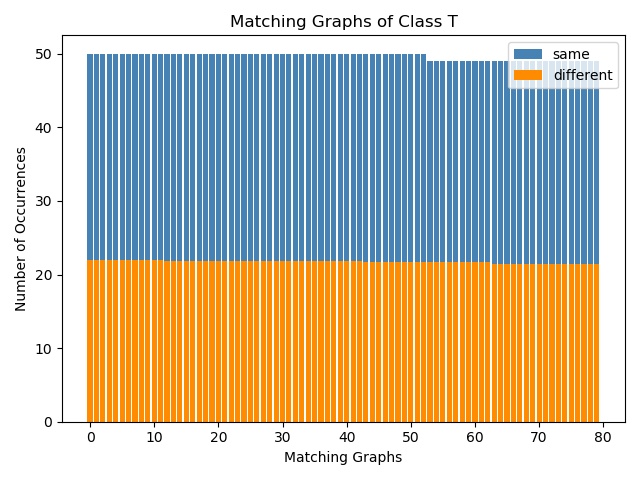 Matching Graphs of Class T
same
different
Number of Occurrences
50
40
30
20
10
0
0 10 20 30 40 50 60 70 80
Matching Graphs